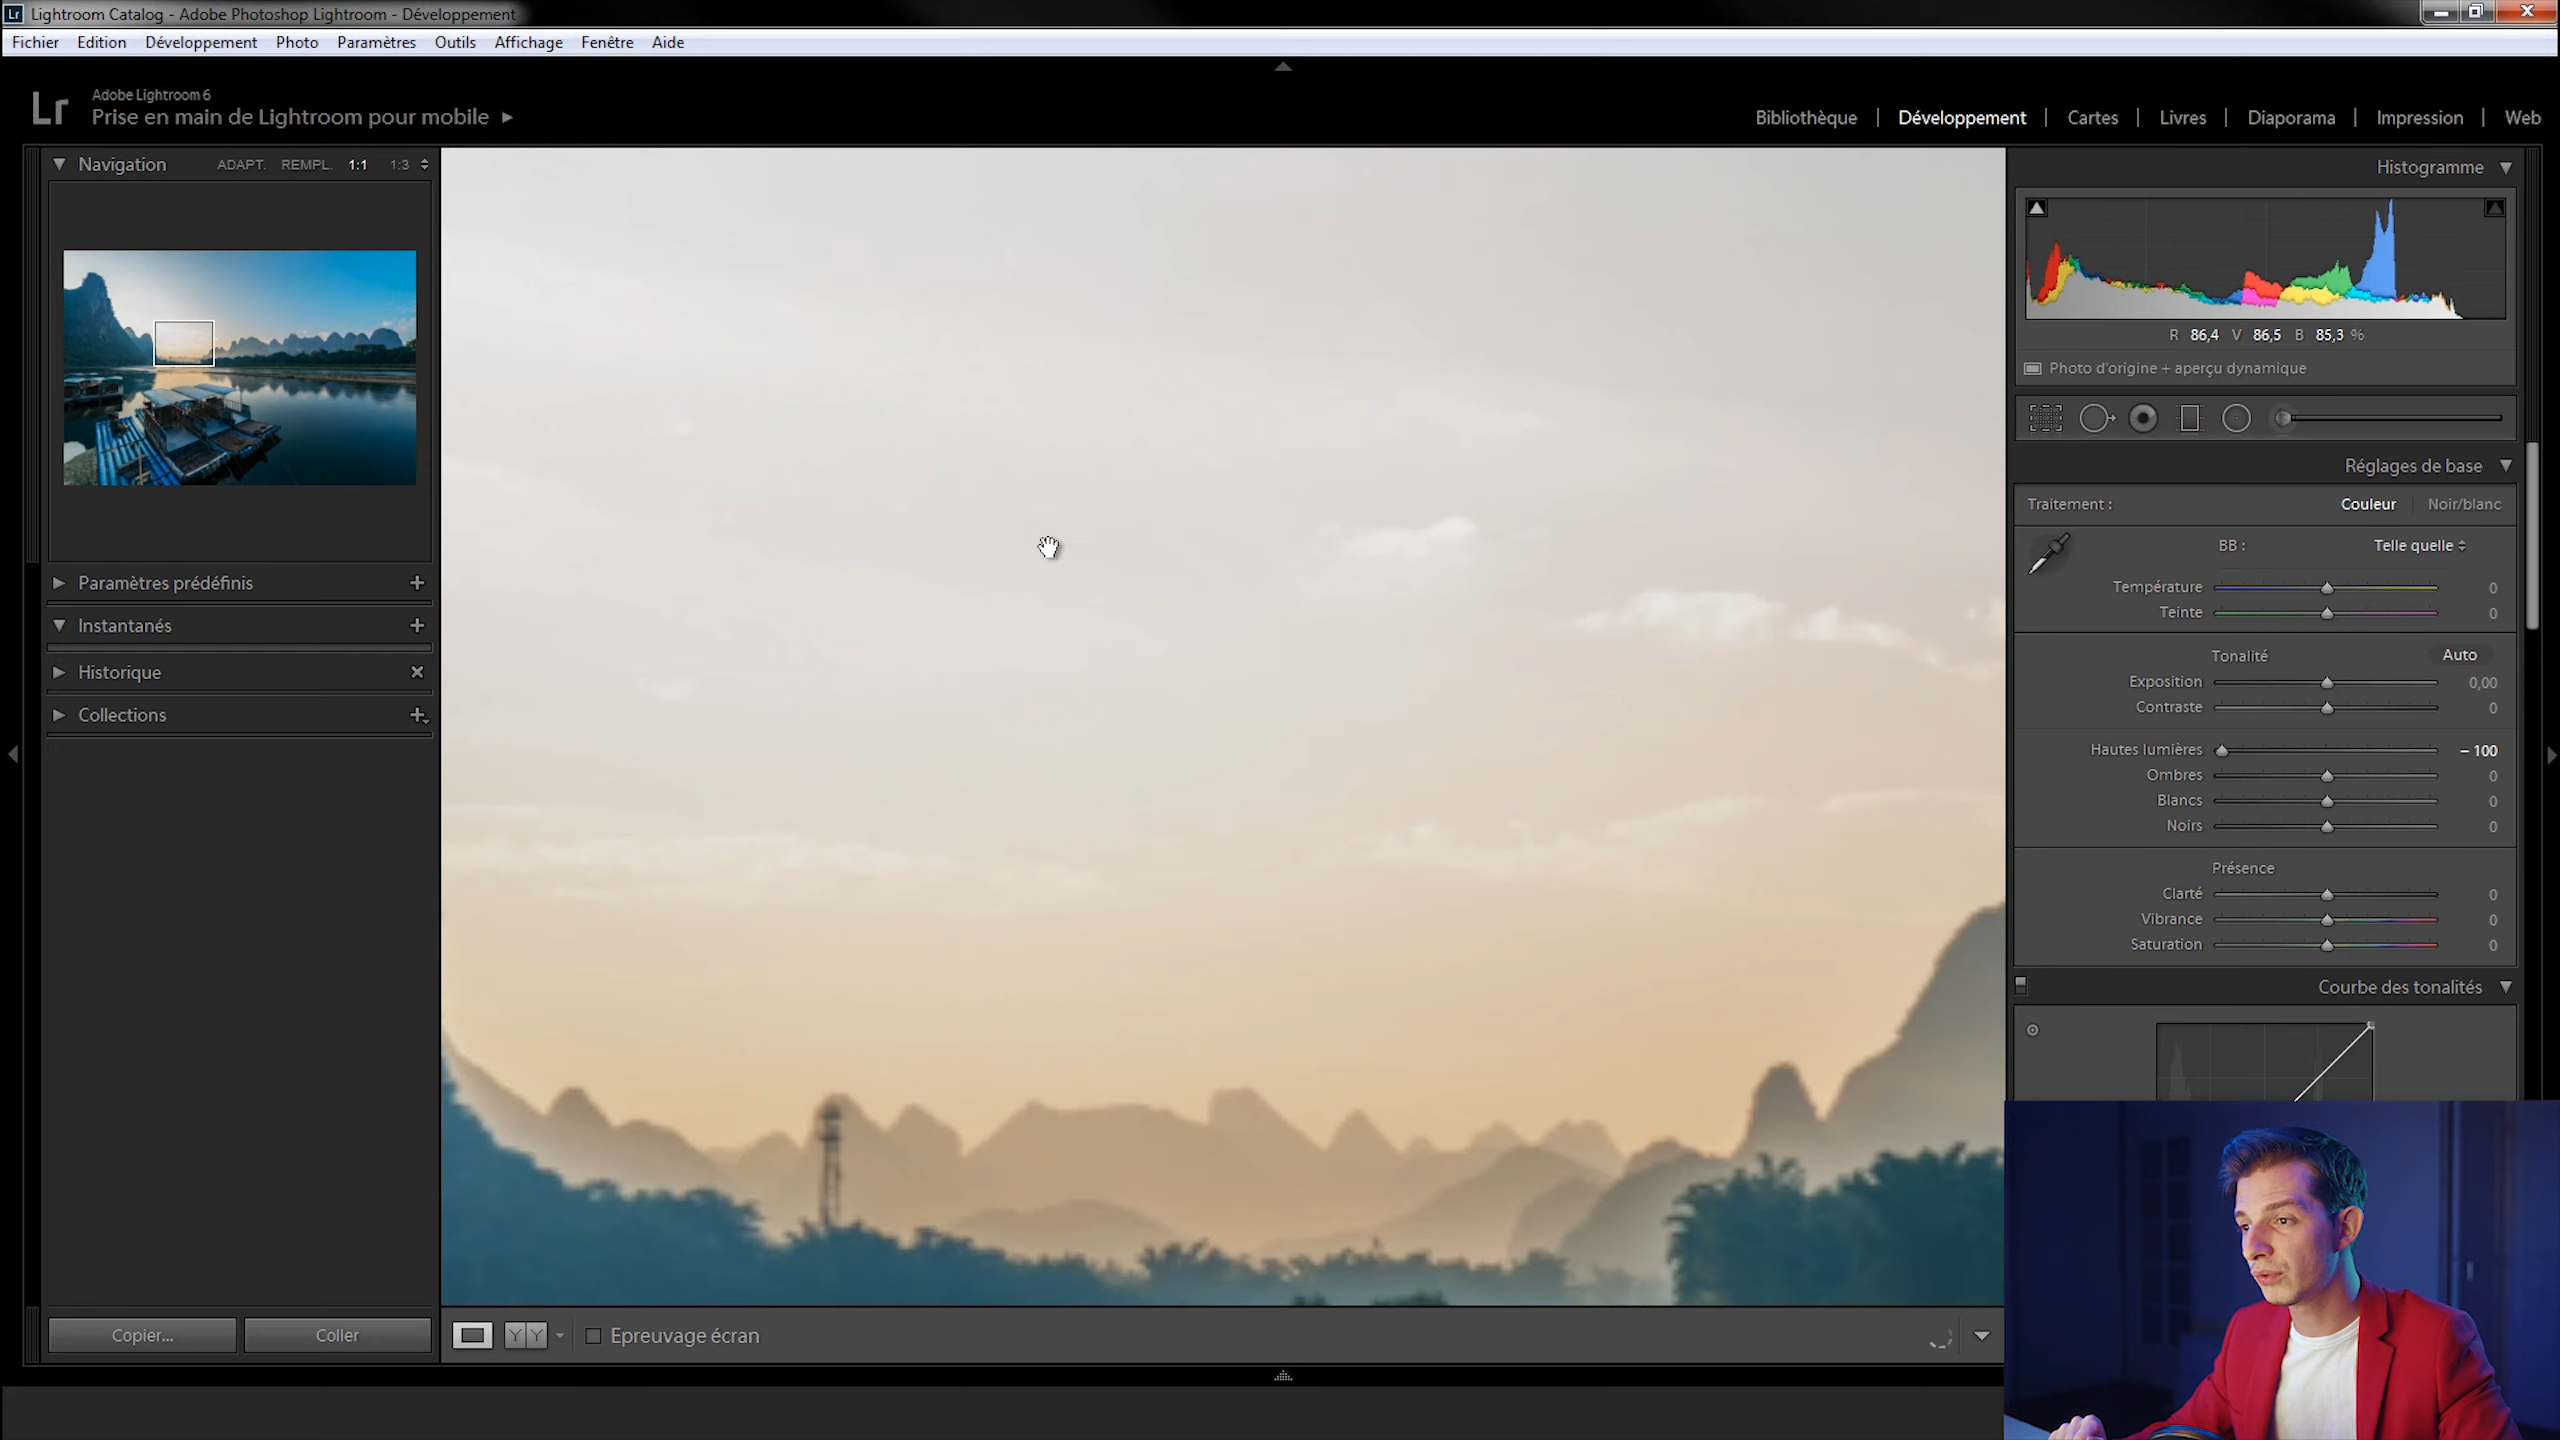 Lr Lightroom Catalog - Adobe Photoshop Lightroom - Développement
Fichier Edition Développement Photo Paramètres Outils Affichage Fenêtre Aide
Lr Adobe Lightroom 6
Prise en main de Lightroom pour mobile
Bibliothèque | Développement | Cartes | Livres | Diaporama | Impression | Web
Navigation ADAPT. REMPL. 1:1 1:3
Paramètres prédéfinis
Instantanés
Historique
Collections
Copier... Coller
Y Y Epreuvage écran
Histogramme
R 86,4 V 86,5 B 85,3 %
Photo d'origine + aperçu dynamique
Réglages de base
Traitement : Couleur | Noir/blanc
BB : Telle quelle
Température 0
Teinte 0
Tonalité Auto
Exposition 0,00
Contraste 0
Hautes lumières – 100
Ombres 0
Blancs 0
Noirs 0
Présence
Clarté 0
Vibrance 0
Saturation 0
Courbe des tonalités